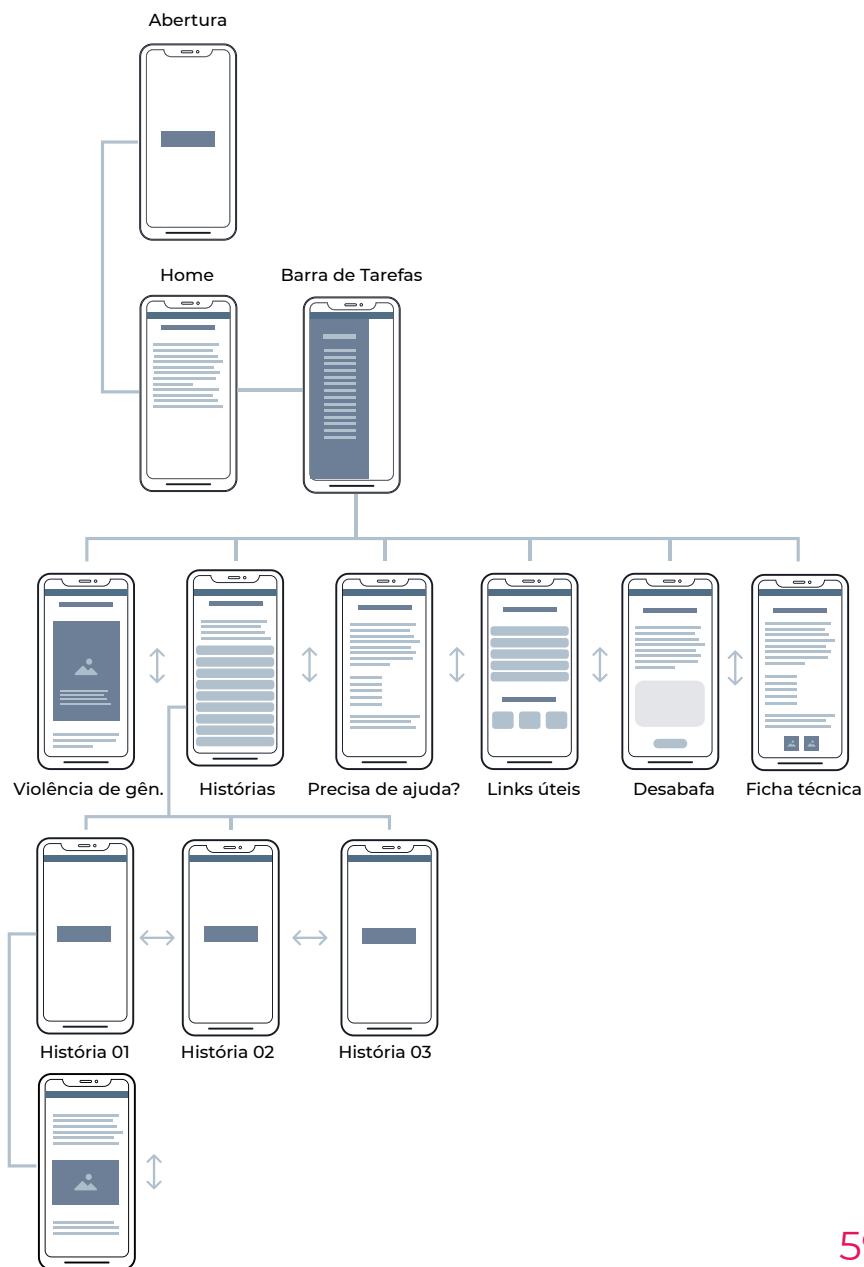 Abertura
Home
Barra de Tarefas
Violência de gên.
Histórias
Precisa de ajuda?
Links úteis
Desabafa
Ficha técnica
História 01
História 02
História 03